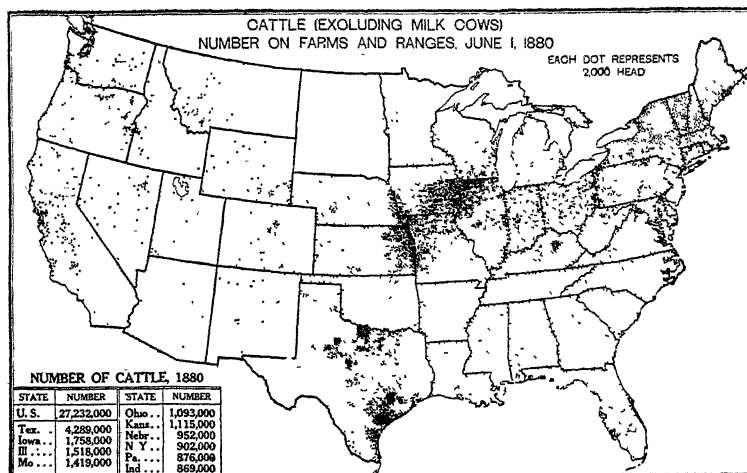 CATTLE (EXCLUDING MILK COWS)
NUMBER ON FARMS AND RANGES, JUNE 1, 1880
EACH DOT REPRESENTS
2,000 HEAD
NUMBER OF CATTLE, 1880
STATE NUMBER STATE NUMBER
U. S. 27,232,000 Ohio.. 1,093,000
Tex. 4,289,000 Kans.. 1,115,000
Iowa.. 1,758,000 Nebr.. 952,000
Ill .... 1,518,000 N Y.. 902,000
Mo... 1,419,000 Pa.... 876,000
Ind ... 869,000